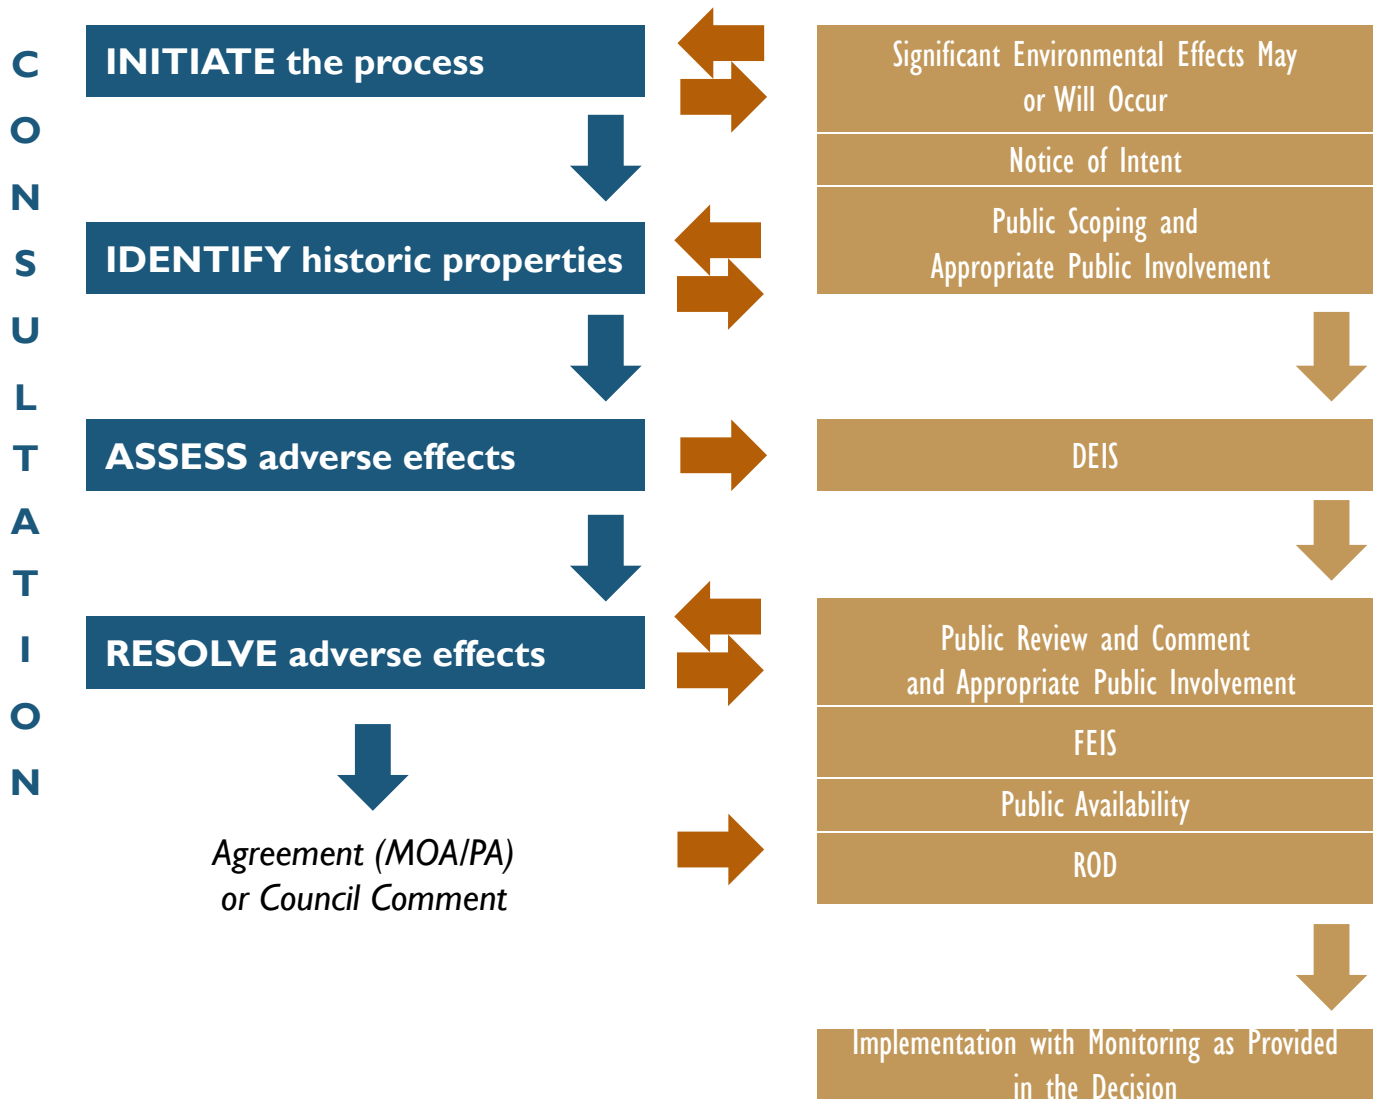 CONSULTATION
INITIATE the process
IDENTIFY historic properties
ASSESS adverse effects
RESOLVE adverse effects
Agreement (MOA/PA)
or Council Comment
Significant Environmental Effects May
or Will Occur
Notice of Intent
Public Scoping and
Appropriate Public Involvement
DEIS
Public Review and Comment
and Appropriate Public Involvement
FEIS
Public Availability
ROD
Implementation with Monitoring as Provided
in the Decision